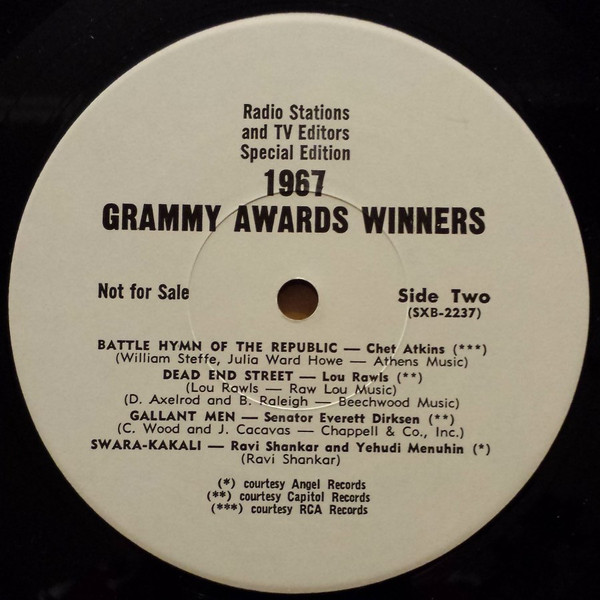 Radio Stations
and TV Editors
Special Edition
1967
GRAMMY AWARDS WINNERS
Not for Sale
Side Two
(SXB-2237)
BATTLE HYMN OF THE REPUBLIC — Chet Atkins (***)
(William Steffe, Julia Ward Howe — Athens Music)
DEAD END STREET — Lou Rawls (**)
(Lou Rawls — Raw Lou Music)
(D. Axelrod and B. Raleigh — Beechwood Music)
GALLANT MEN — Senator Everett Dirksen (**)
(C. Wood and J. Cacavas — Chappell & Co., Inc.)
SWARA-KAKALI — Ravi Shankar and Yehudi Menuhin (*)
(Ravi Shankar)
(*) courtesy Angel Records
(**) courtesy Capitol Records
(***) courtesy RCA Records